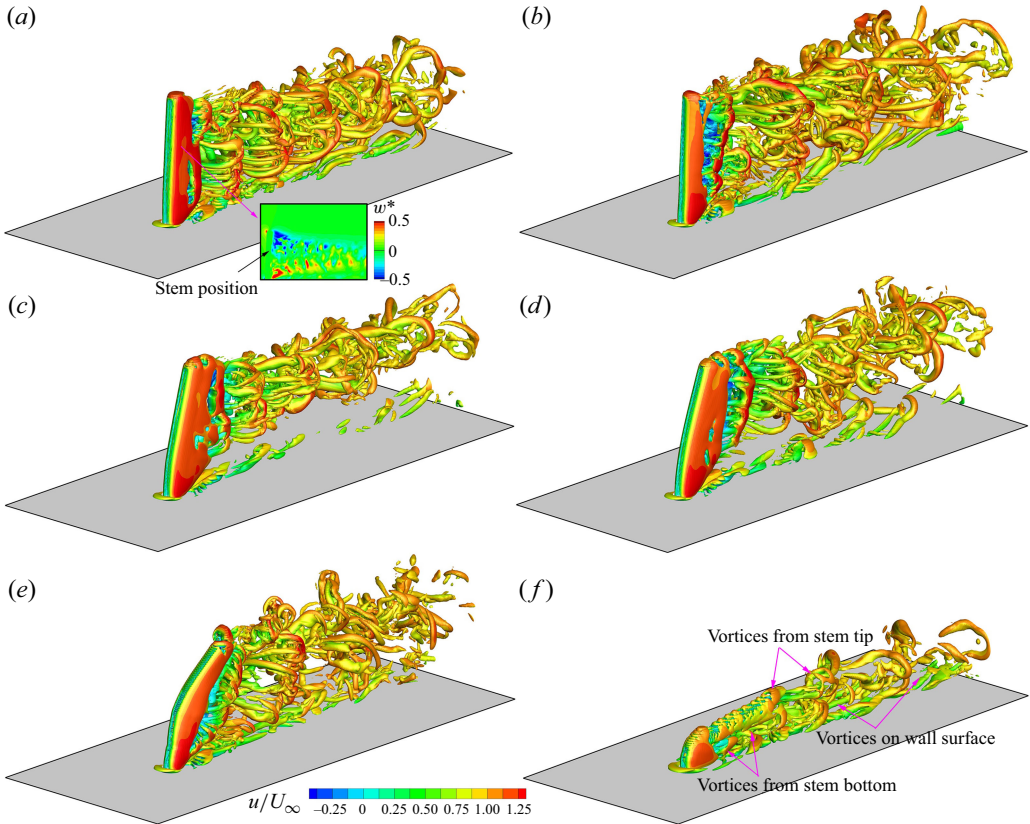 (a)
(b)
w*
0.5
0
−0.5
Stem position
(c)
(d)
(e)
(f)
Vortices from stem tip
Vortices on wall surface
Vortices from stem bottom
u/U∞
−0.25 0 0.25 0.50 0.75 1.00 1.25